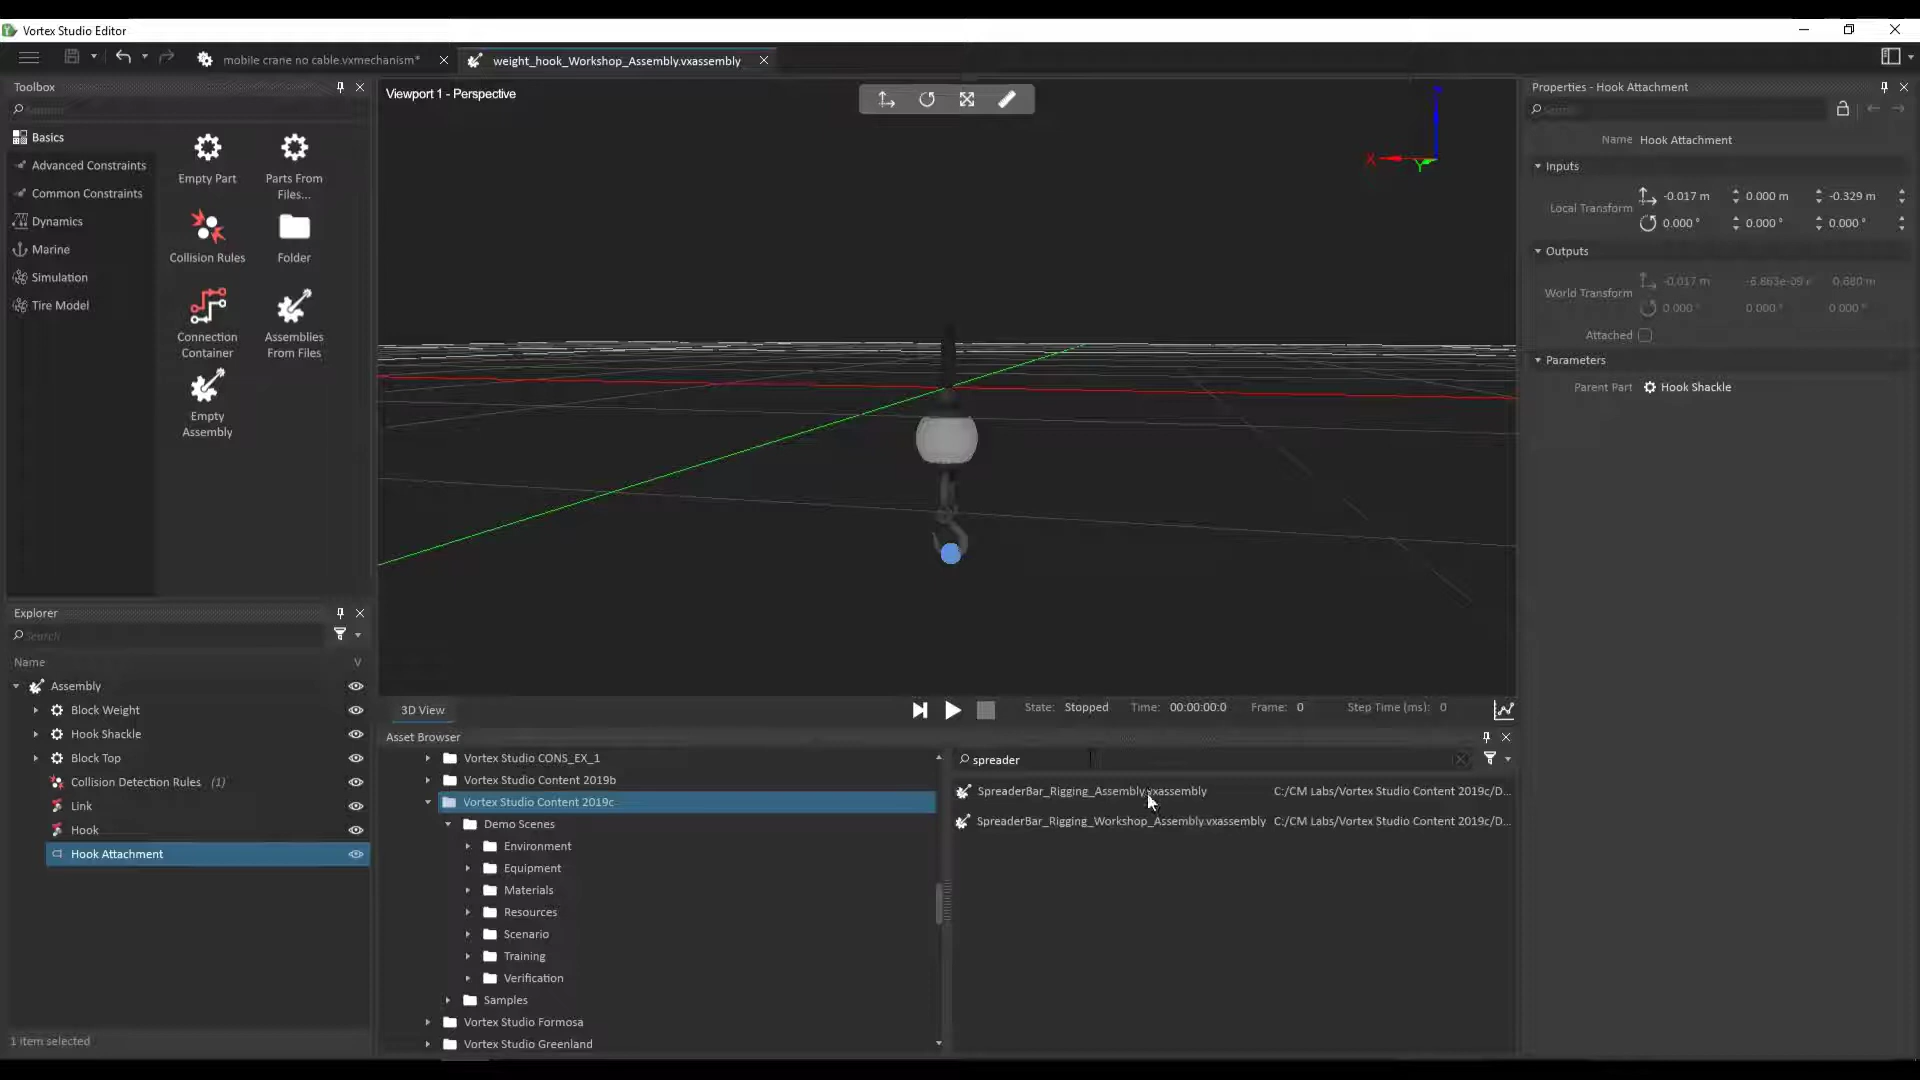 Vortex Studio Editor
mobile crane no cable.vxmechanism*
weight_hook_Workshop_Assembly.vxassembly
Toolbox
Search
Basics
Advanced Constraints
Common Constraints
Dynamics
Marine
Simulation
Tire Model
Empty Part
Parts From
Files...
Collision Rules
Folder
Connection
Container
Assemblies
From Files
Empty
Assembly
Explorer
Search
Name V
Assembly
Block Weight
Hook Shackle
Block Top
Collision Detection Rules (1)
Link
Hook
Hook Attachment
1 item selected
Viewport 1 - Perspective
X
Y
3D View
State: Stopped Time: 00:00:00:0 Frame: 0 Step Time (ms): 0
Asset Browser
Vortex Studio CONS_EX_1
Vortex Studio Content 2019b
Vortex Studio Content 2019c
Demo Scenes
Environment
Equipment
Materials
Resources
Scenario
Training
Verification
Samples
Vortex Studio Formosa
Vortex Studio Greenland
spreader
SpreaderBar_Rigging_Assembly.vxassembly C:/CM Labs/Vortex Studio Content 2019c/D...
SpreaderBar_Rigging_Workshop_Assembly.vxassembly C:/CM Labs/Vortex Studio Content 2019c/D...
Properties - Hook Attachment
Search
Name Hook Attachment
Inputs
Local Transform
-0.017 m 0.000 m -0.329 m
0.000 ° 0.000 ° 0.000 °
Outputs
World Transform
-0.017 m -6.863e-09 r 0.680 m
0.000 ° 0.000 ° 0.000 °
Attached
Parameters
Parent Part Hook Shackle